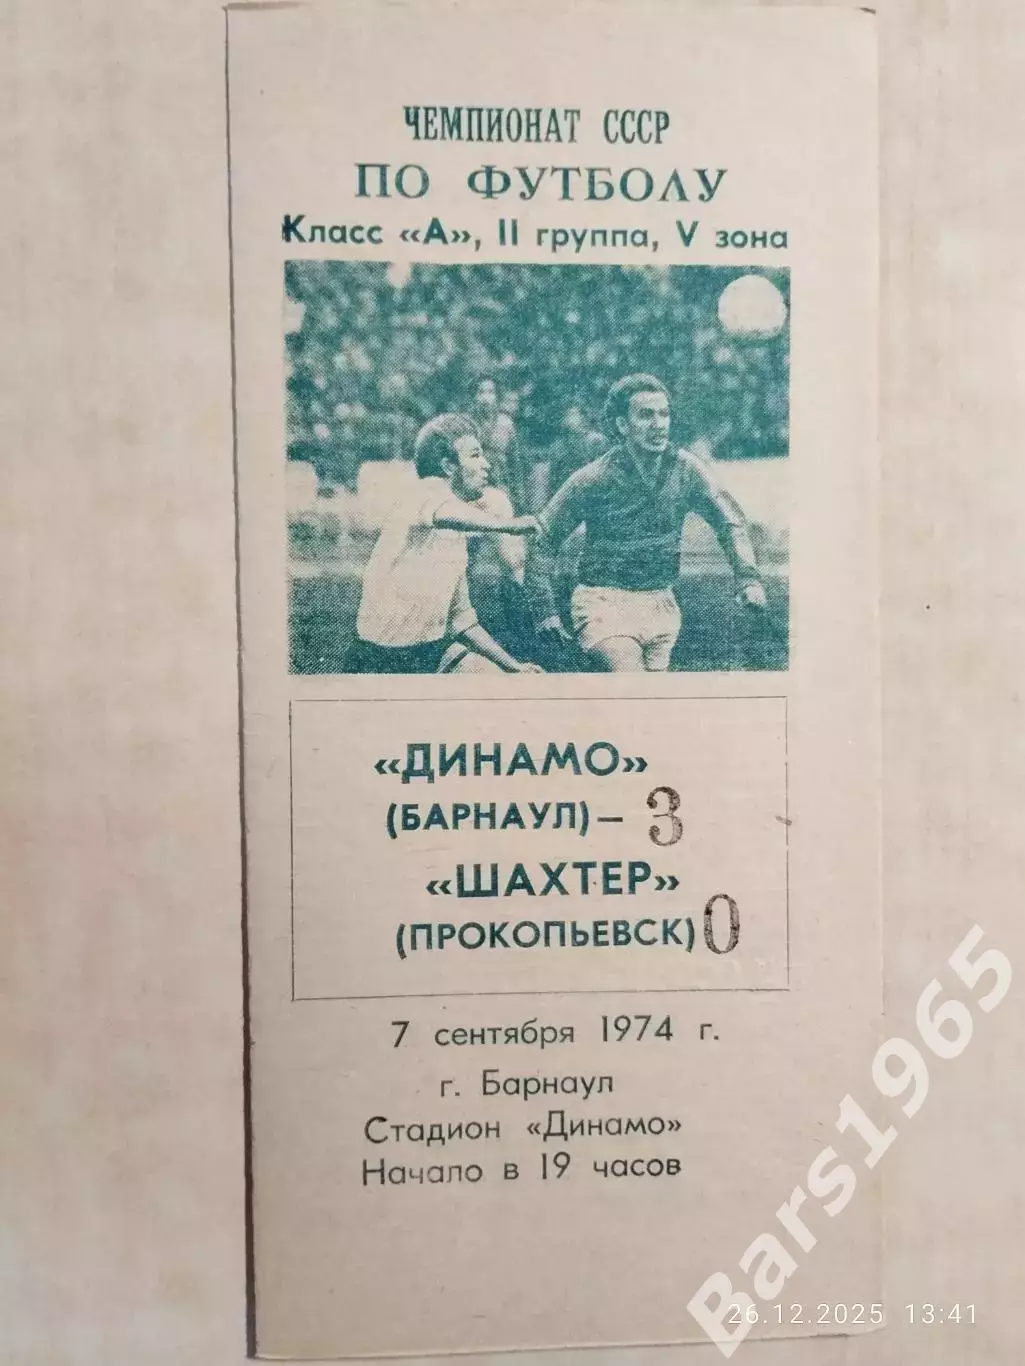 ЧЕМПИОНАТ СССР
ПО ФУТБОЛУ
Класс «А», II группа, V зона
«ДИНАМО»
(БАРНАУЛ) — 3
«ШАХТЕР»
(ПРОКОПЬЕВСК) 0
7 сентября 1974 г.
г. Барнаул
Стадион «Динамо»
Начало в 19 часов
Bars1965
26.12.2025 13:41